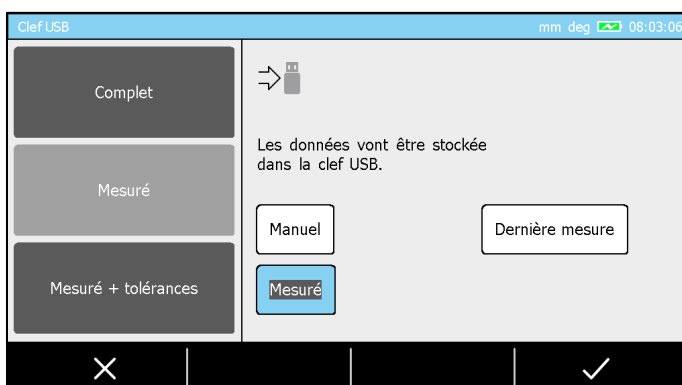 Clef USB
mm deg 08:03:06
Complet
Mesuré
Mesuré + tolérances
Les données vont être stockée
dans la clef USB.
Manuel
Dernière mesure
Mesuré